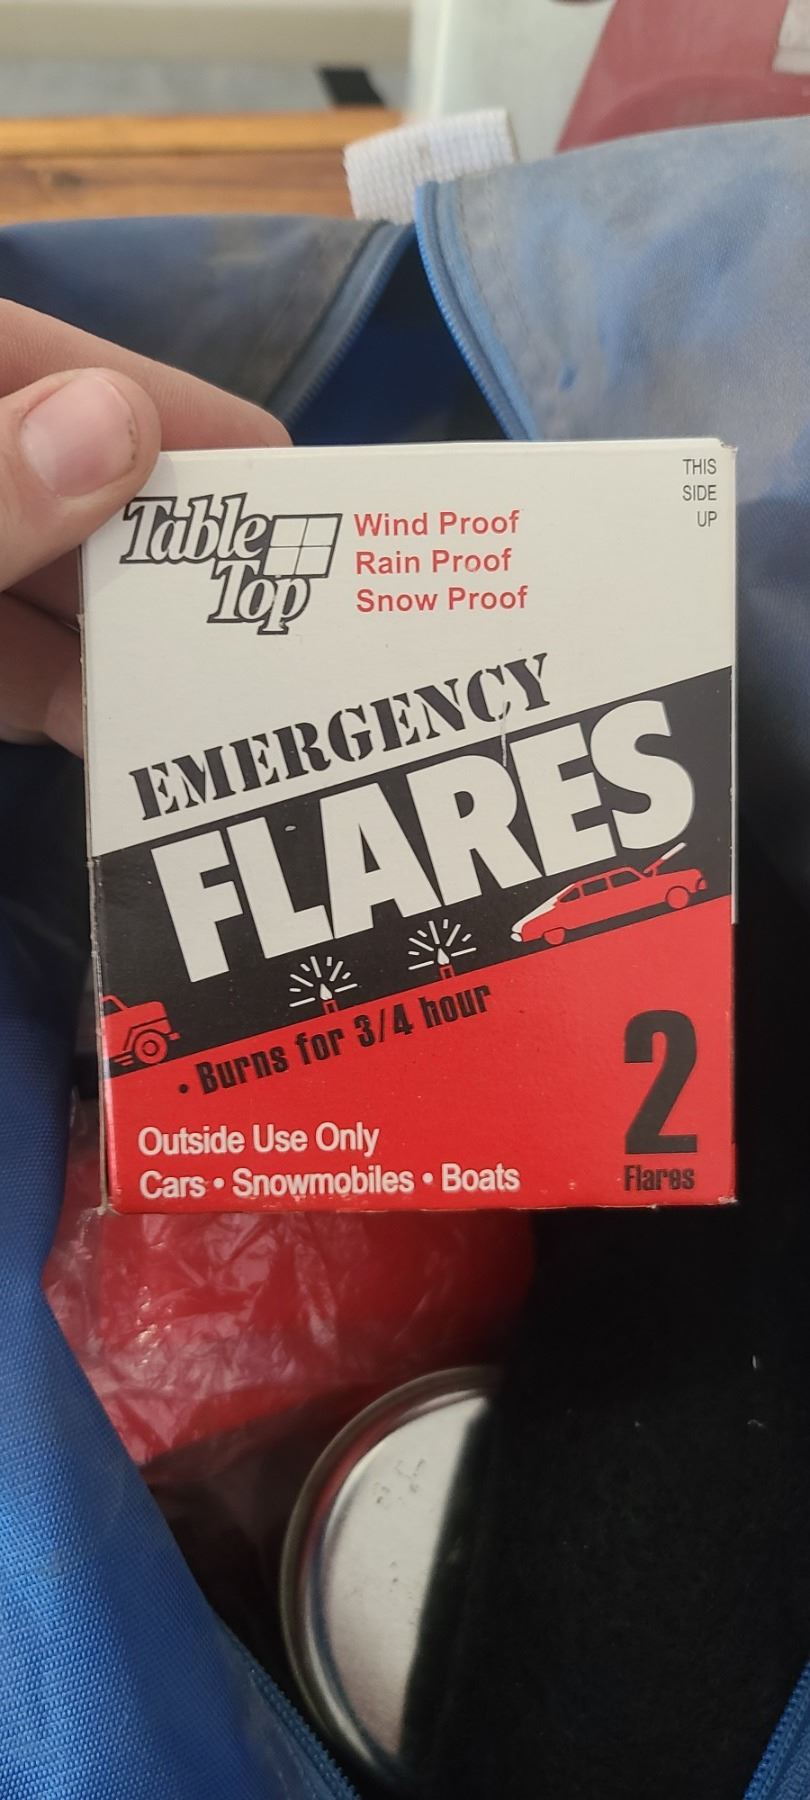 Table
Top
Wind Proof
Rain Proof
Snow Proof
THIS
SIDE
UP
EMERGENCY
FLARES
• Burns for 3/4 hour
Outside Use Only
Cars • Snowmobiles • Boats
2
Flares